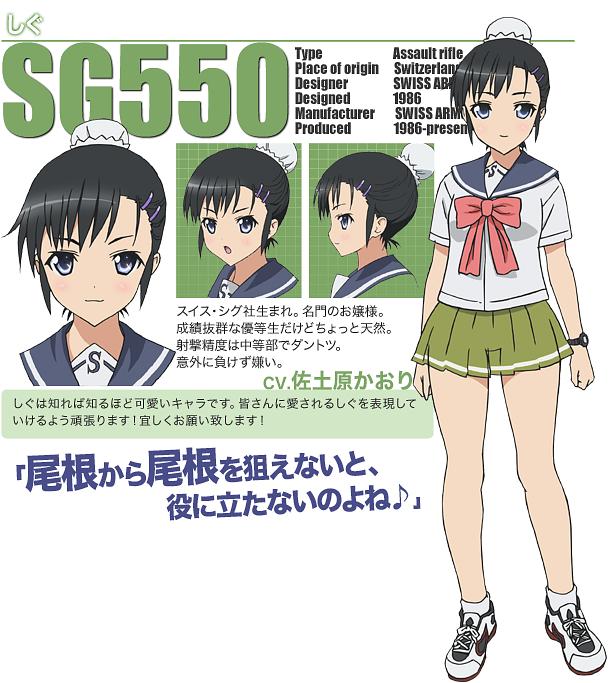 しぐ
SG550
Type Assault rifle
Place of origin Switzerland
Designer SWISS AR
Designed 1986
Manufacturer SWISS ARM
Produced 1986-presen
スイス・シグ社生まれ。名門のお嬢様。
成績抜群な優等生だけどちょっと天然。
射撃精度は中等部でダントツ。
意外に負けず嫌い。
cv.佐土原かおり
しぐは知れば知るほど可愛いキャラです。皆さんに愛されるしぐを表現して
いけるよう頑張ります!宜しくお願い致します!
「尾根から尾根を狙えないと、
役に立たないのよね♪」
S
S